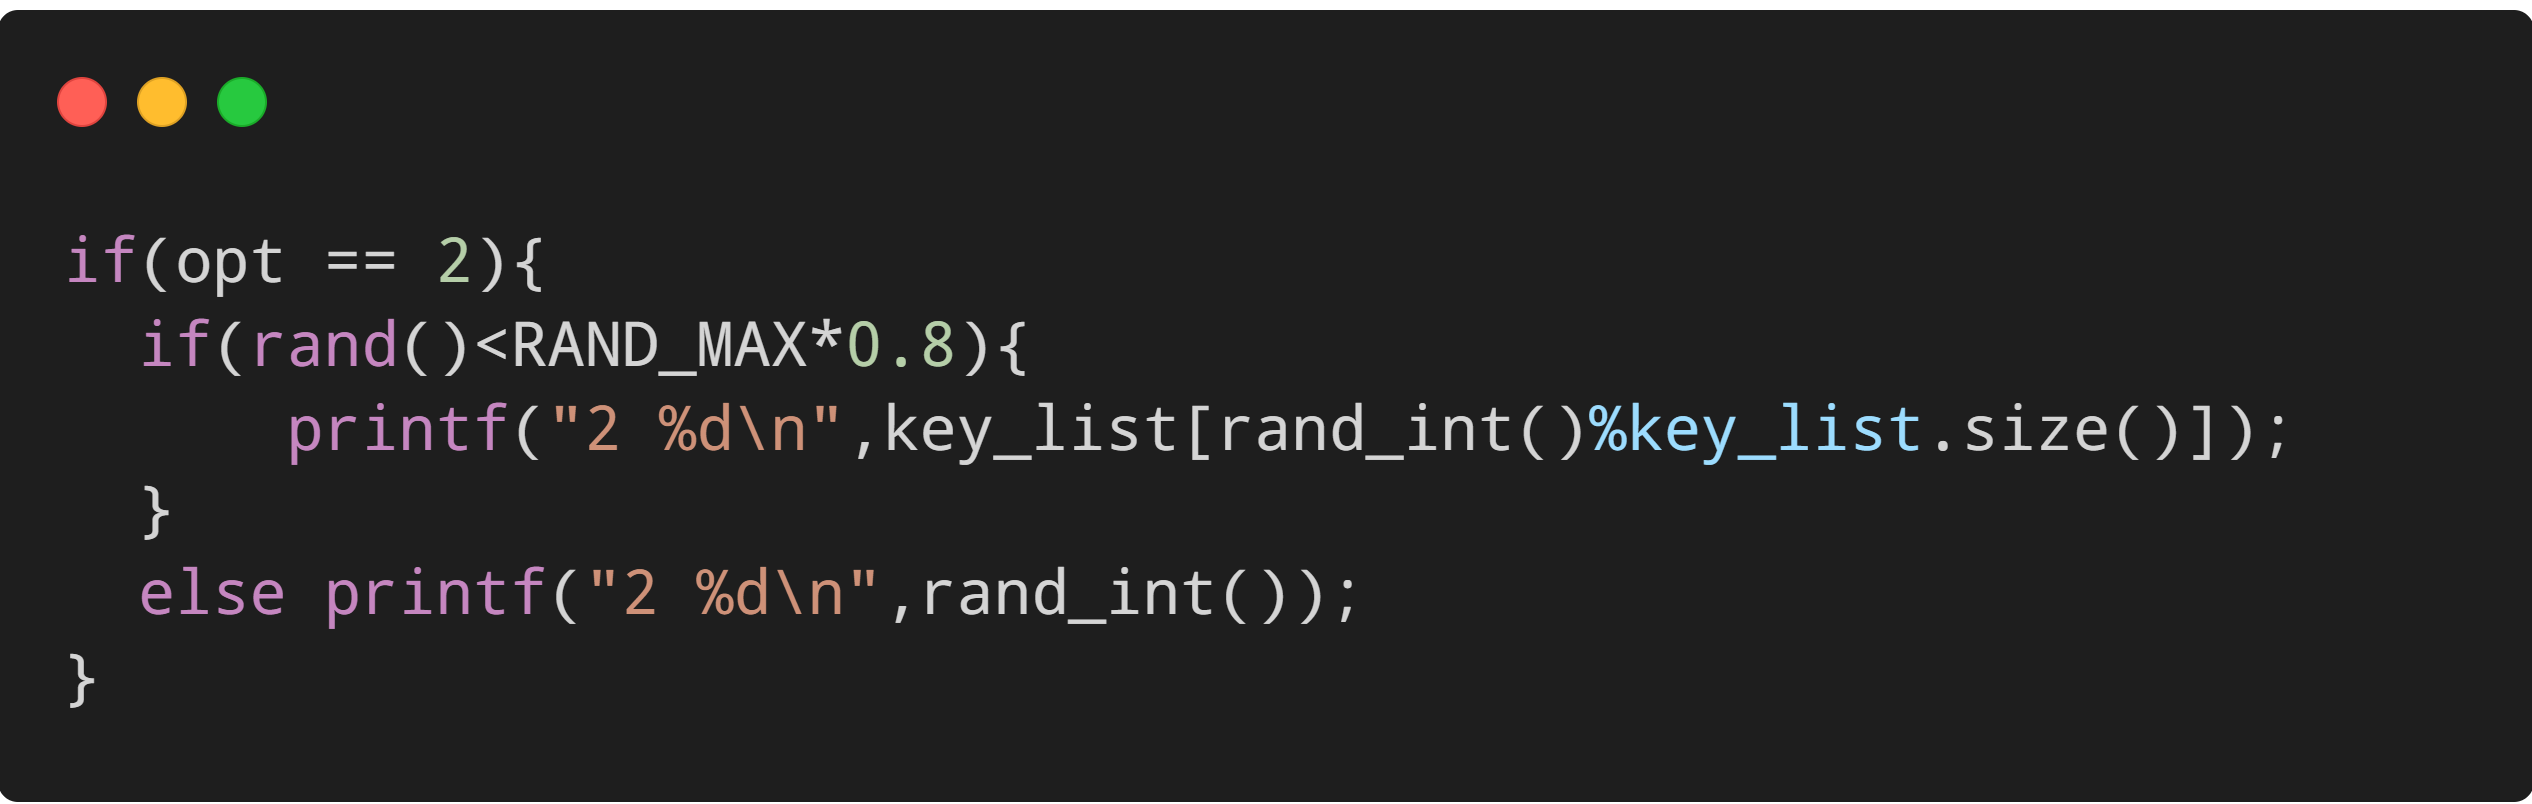 if(opt == 2){
  if(rand()<RAND_MAX*0.8){
      printf("2 %d\n",key_list[rand_int()%key_list.size()]);
  }
  else printf("2 %d\n",rand_int());
}